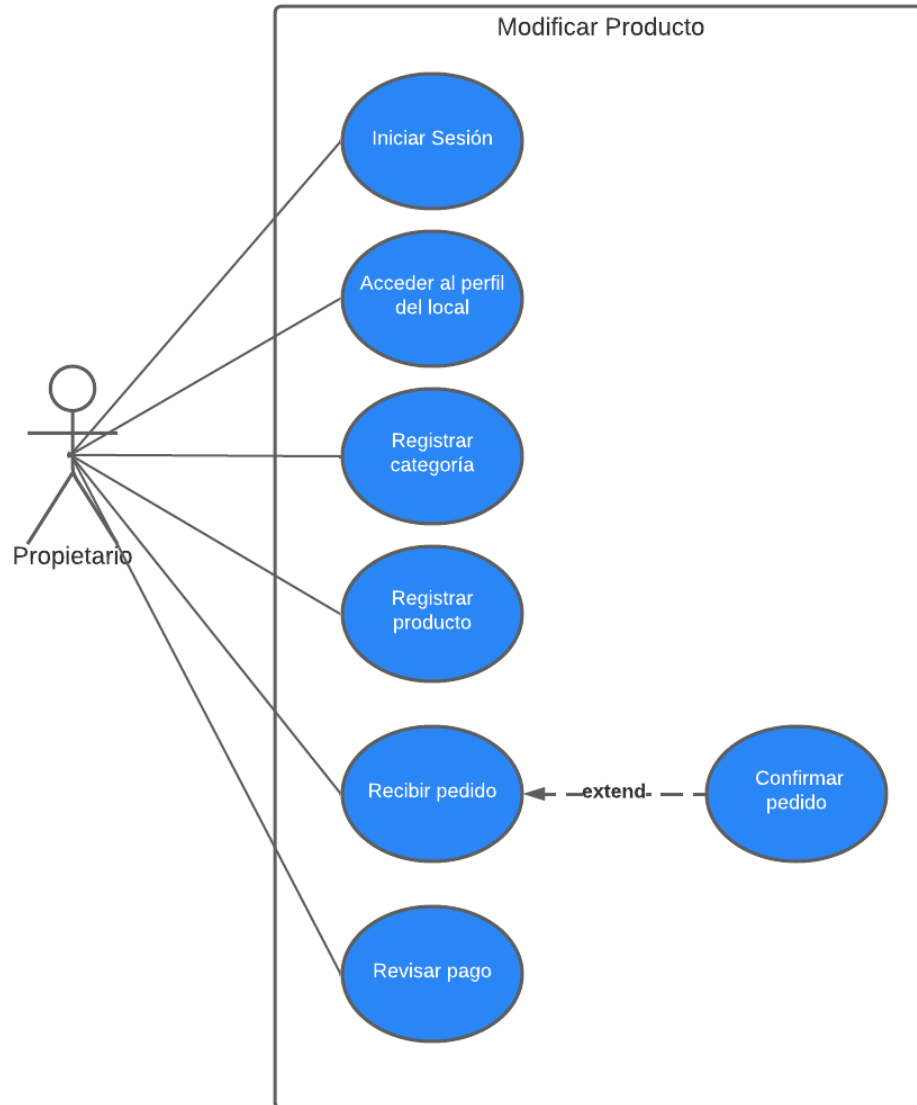 Modificar Producto
Iniciar Sesión
Acceder al perfil
del local
Registrar
categoría
Propietario
Registrar
producto
Recibir pedido
extend
Confirmar
pedido
Revisar pago